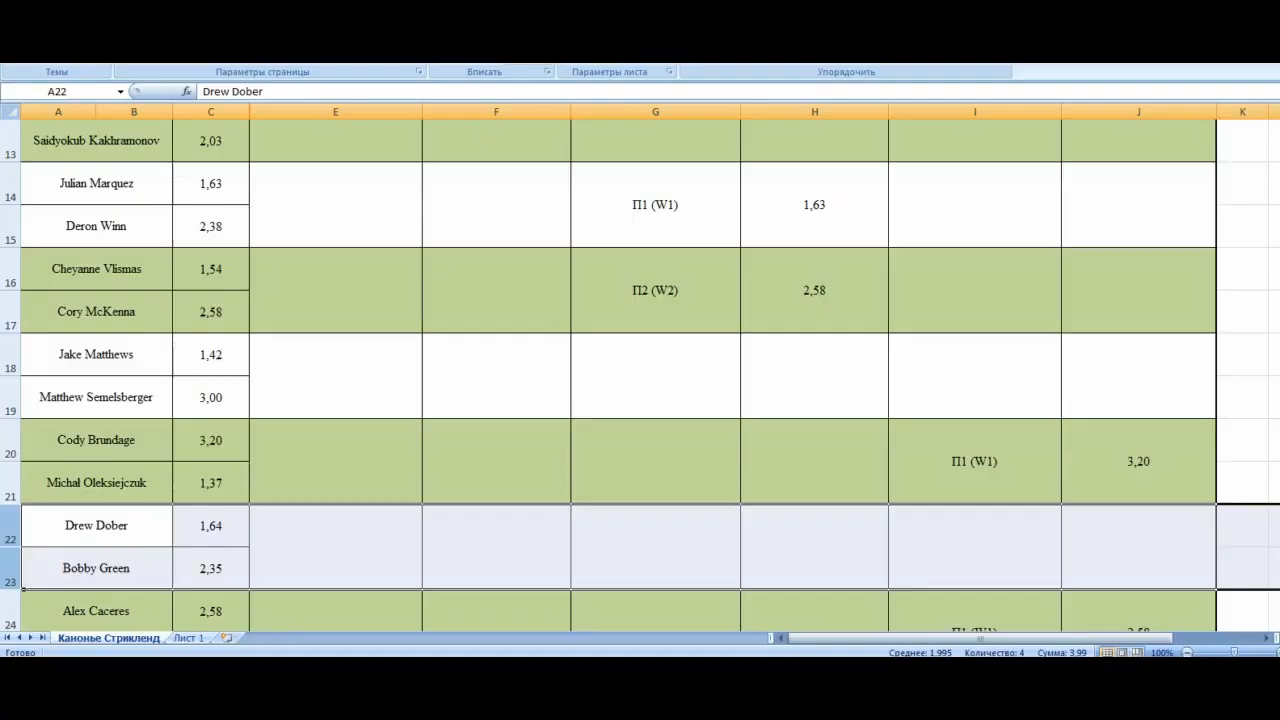 Темы Параметры страницы Вписать Параметры листа Упорядочить
A22 fx Drew Dober
A B C E F G H I J K
13 Saidyokub Kakhramonov 2,03
14 Julian Marquez 1,63 П1 (W1) 1,63
15 Deron Winn 2,38
16 Cheyanne Vlismas 1,54 П2 (W2) 2,58
17 Cory McKenna 2,58
18 Jake Matthews 1,42
19 Matthew Semelsberger 3,00
20 Cody Brundage 3,20 П1 (W1) 3,20
21 Michał Oleksiejczuk 1,37
22 Drew Dober 1,64
23 Bobby Green 2,35
24 Alex Caceres 2,58 П1 (W1) 2,58
Канонье Стрикленд Лист 1
Готово Среднее: 1,995 Количество: 4 Сумма: 3,99 100%